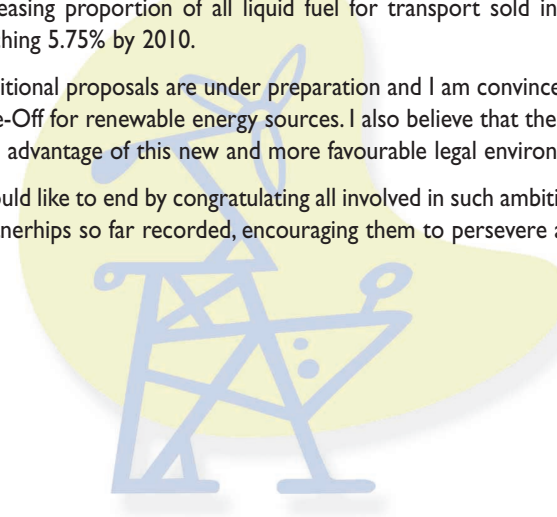 easing proportion of all liquid fuel for transport sold in
ching 5.75% by 2010.
itional proposals are under preparation and I am convince
e-Off for renewable energy sources. I also believe that the
advantage of this new and more favourable legal environ
uld like to end by congratulating all involved in such ambiti
tnerhips so far recorded, encouraging them to persevere a